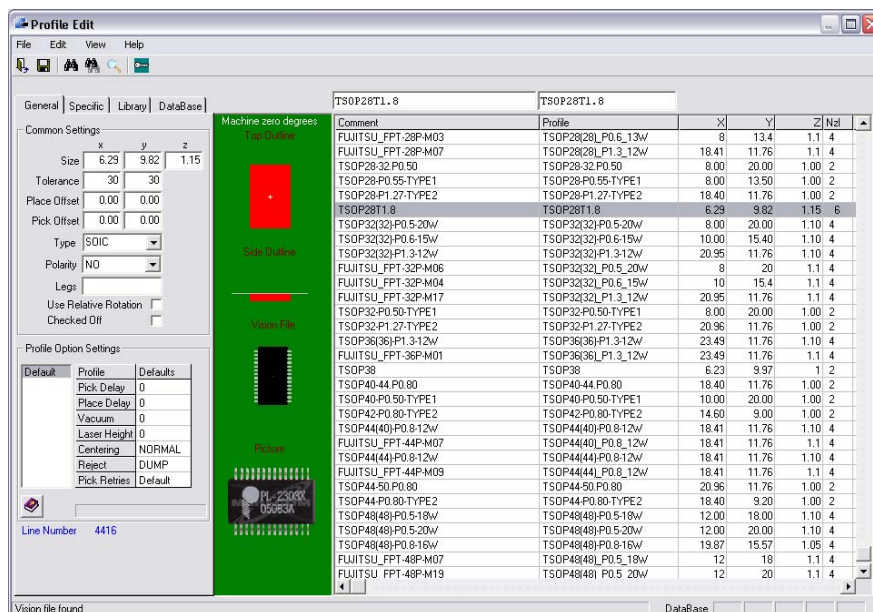 Profile Edit
File Edit View Help
TSOP28T1.8 TSOP28T1.8
General Specific Library DataBase
Common Settings
x y z
Size 6.29 9.82 1.15
Tolerance 30 30
Place Offset 0.00 0.00
Pick Offset 0.00 0.00
Type SOIC
Polarity NO
Legs
Use Relative Rotation
Checked Off
Profile Option Settings
Default Profile Defaults
Pick Delay 0
Place Delay 0
Vacuum 0
Laser Height 0
Centering NORMAL
Reject DUMP
Pick Retries Default
Line Number 4416
Machine zero degrees
Top Outline
Side Outline
Vision File
Picture
PL-2303X
05083A
Comment Profile X Y Z Nzl
FUJITSU_FPT-28P-M03 TSOP28(28)_P0.6_13W 8 13.4 1.1 4
FUJITSU_FPT-28P-M07 TSOP28(28)_P1.3_12W 18.41 11.76 1.1 4
TSOP28-32.P0.50 TSOP28-32.P0.50 8.00 20.00 1.00 2
TSOP28-P0.55-TYPE1 TSOP28-P0.55-TYPE1 8.00 13.50 1.00 2
TSOP28-P1.27-TYPE2 TSOP28-P1.27-TYPE2 18.40 11.76 1.00 2
TSOP28T1.8 TSOP28T1.8 6.29 9.82 1.15 6
TSOP32(32)-P0.5-20W TSOP32(32)-P0.5-20W 8.00 20.00 1.10 4
TSOP32(32)-P0.6-15W TSOP32(32)-P0.6-15W 10.00 15.40 1.10 4
TSOP32(32)-P1.3-12W TSOP32(32)-P1.3-12W 20.95 11.76 1.10 4
FUJITSU_FPT-32P-M06 TSOP32(32)_P0.5_20W 8 20 1.1 4
FUJITSU_FPT-32P-M04 TSOP32(32)_P0.6_15W 10 15.4 1.1 4
FUJITSU_FPT-32P-M17 TSOP32(32)_P1.3_12W 20.95 11.76 1.1 4
TSOP32-P0.50-TYPE1 TSOP32-P0.50-TYPE1 8.00 20.00 1.00 2
TSOP32-P1.27-TYPE2 TSOP32-P1.27-TYPE2 20.96 11.76 1.00 2
TSOP36(36)-P1.3-12W TSOP36(36)-P1.3-12W 23.49 11.76 1.10 4
FUJITSU_FPT-36P-M01 TSOP36(36)_P1.3_12W 23.49 11.76 1.1 4
TSOP38 TSOP38 6.23 9.97 1 2
TSOP40-44.P0.80 TSOP40-44.P0.80 18.40 11.76 1.00 2
TSOP40-P0.50-TYPE1 TSOP40-P0.50-TYPE1 10.00 20.00 1.00 2
TSOP42-P0.80-TYPE2 TSOP42-P0.80-TYPE2 14.60 9.00 1.00 2
TSOP44(40)-P0.8-12W TSOP44(40)-P0.8-12W 18.41 11.76 1.10 4
FUJITSU_FPT-44P-M07 TSOP44(40)_P0.8_12W 18.41 11.76 1.1 4
TSOP44(44)-P0.8-12W TSOP44(44)-P0.8-12W 18.41 11.76 1.10 4
FUJITSU_FPT-44P-M09 TSOP44(44)_P0.8_12W 18.41 11.76 1.1 4
TSOP44-50.P0.80 TSOP44-50.P0.80 20.96 11.76 1.00 2
TSOP44-P0.80-TYPE2 TSOP44-P0.80-TYPE2 18.40 9.20 1.00 2
TSOP48(48)-P0.5-18W TSOP48(48)-P0.5-18W 12.00 18.00 1.10 4
TSOP48(48)-P0.5-20W TSOP48(48)-P0.5-20W 12.00 20.00 1.10 4
TSOP48(48)-P0.8-16W TSOP48(48)-P0.8-16W 19.87 15.57 1.05 4
FUJITSU_FPT-48P-M07 TSOP48(48)_P0.5_18W 12 18 1.1 4
FUJITSU_FPT-48P-M19 TSOP48(48)_P0.5_20W 12 20 1.1 4
Vision file found DataBase